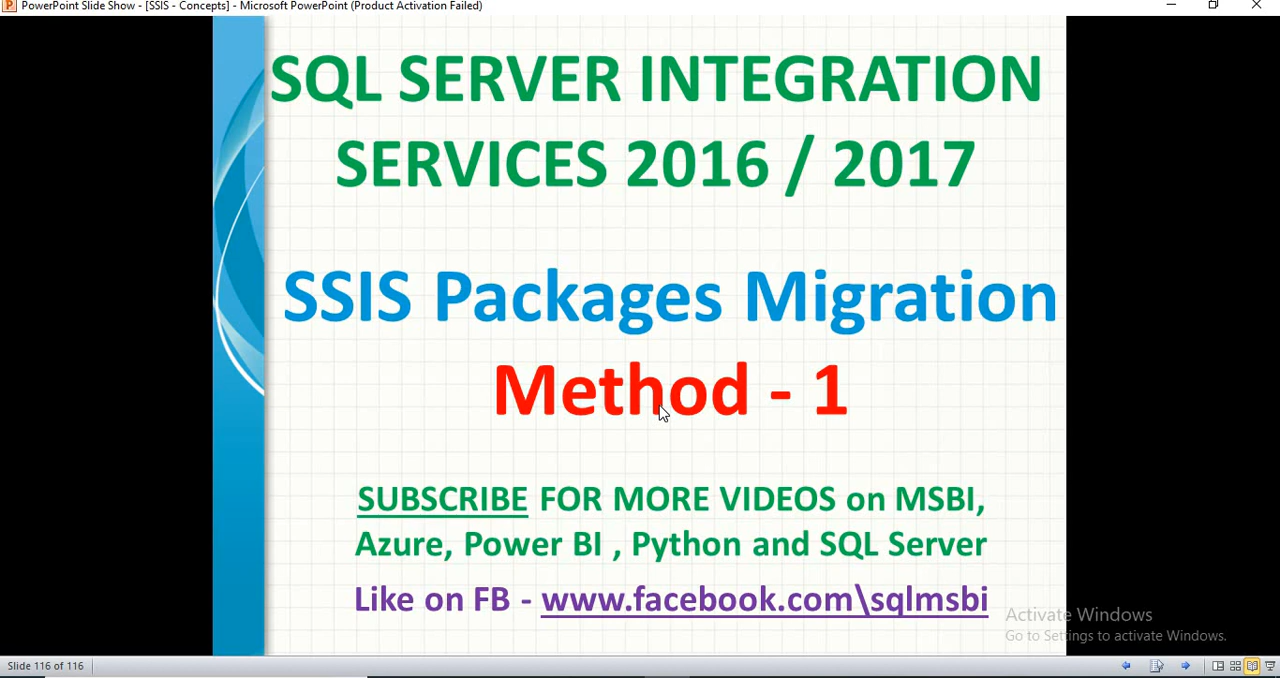 PowerPoint Slide Show - [SSIS - Concepts] - Microsoft PowerPoint (Product Activation Failed)
SQL SERVER INTEGRATION
SERVICES 2016 / 2017
SSIS Packages Migration
Method - 1
SUBSCRIBE FOR MORE VIDEOS on MSBI,
Azure, Power BI , Python and SQL Server
Like on FB - www.facebook.com\sqlmsbi
Activate Windows
Go to Settings to activate Windows.
Slide 116 of 116